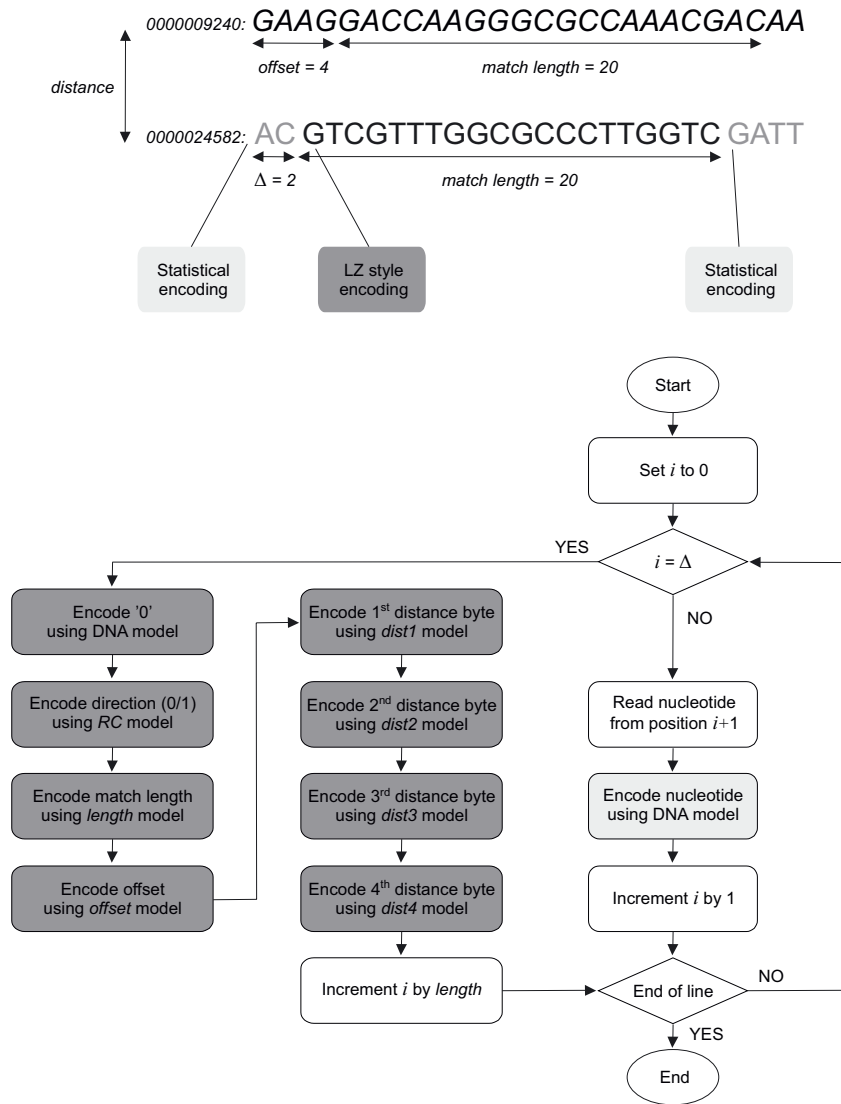 0000009240: GAAGGACCAAGGGCGCCAAACGACAA
offset = 4 match length = 20
distance
0000024582: AC GTCGTTTGGCGCCCTTGGTC GATT
Δ = 2 match length = 20
Statistical
encoding
LZ style
encoding
Statistical
encoding
Start
Set i to 0
YES
i = Δ
NO
Encode '0'
using DNA model
Encode direction (0/1)
using RC model
Encode match length
using length model
Encode offset
using offset model
Encode 1st distance byte
using dist1 model
Encode 2nd distance byte
using dist2 model
Encode 3rd distance byte
using dist3 model
Encode 4th distance byte
using dist4 model
Increment i by length
Read nucleotide
from position i+1
Encode nucleotide
using DNA model
Increment i by 1
End of line
NO
YES
End